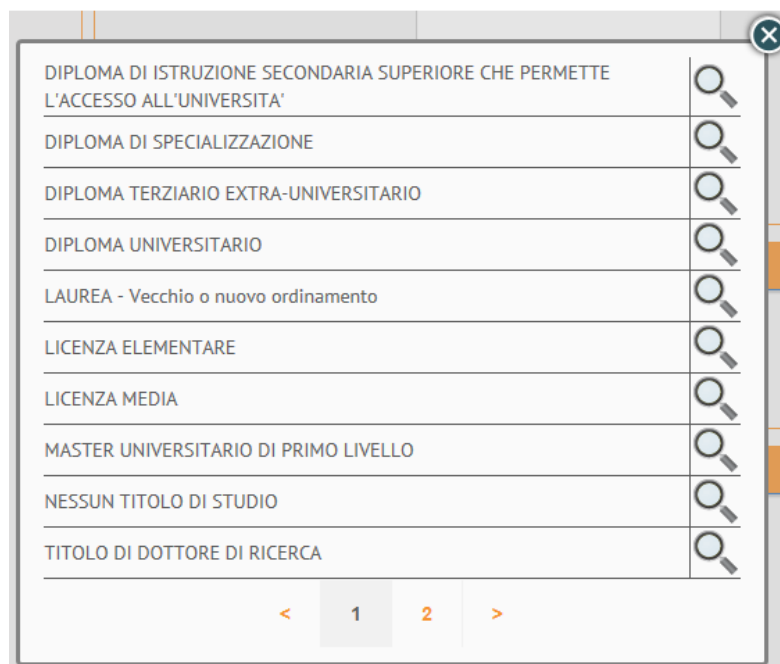 DIPLOMA DI ISTRUZIONE SECONDARIA SUPERIORE CHE PERMETTE
L'ACCESSO ALL'UNIVERSITA'
DIPLOMA DI SPECIALIZZAZIONE
DIPLOMA TERZIARIO EXTRA-UNIVERSITARIO
DIPLOMA UNIVERSITARIO
LAUREA - Vecchio o nuovo ordinamento
LICENZA ELEMENTARE
LICENZA MEDIA
MASTER UNIVERSITARIO DI PRIMO LIVELLO
NESSUN TITOLO DI STUDIO
TITOLO DI DOTTORE DI RICERCA
< 1 2 >